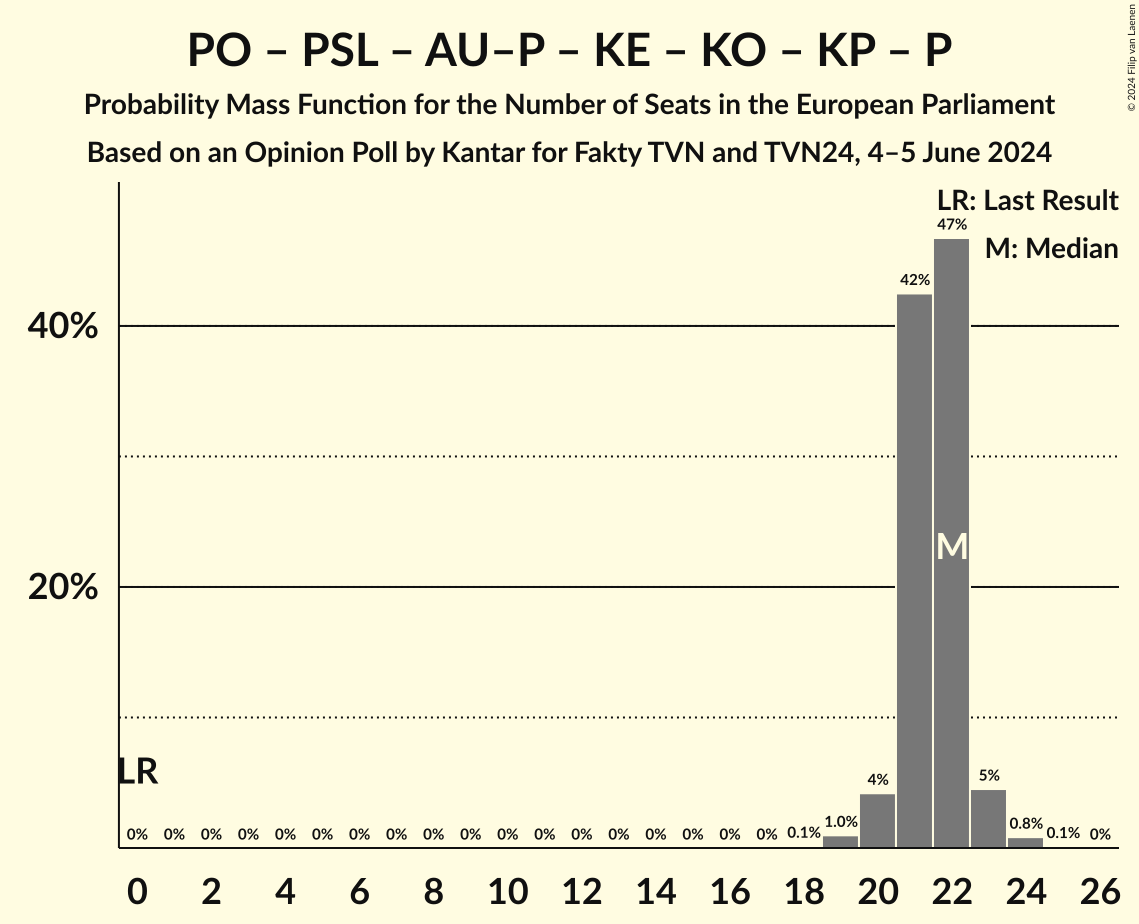 PO – PSL – AU–P – KE – KO – KP – P
Probability Mass Function for the Number of Seats in the European Parliament
Based on an Opinion Poll by Kantar for Fakty TVN and TVN24, 4–5 June 2024
© 2024 Filip van Laenen
LR: Last Result
M: Median
47%
42%
40%
M
20%
LR
4%
5%
0% 0% 0% 0% 0% 0% 0% 0% 0% 0% 0% 0% 0% 0% 0% 0% 0% 0% 0.1% 1.0% 0.8% 0.1% 0%
0 2 4 6 8 10 12 14 16 18 20 22 24 26